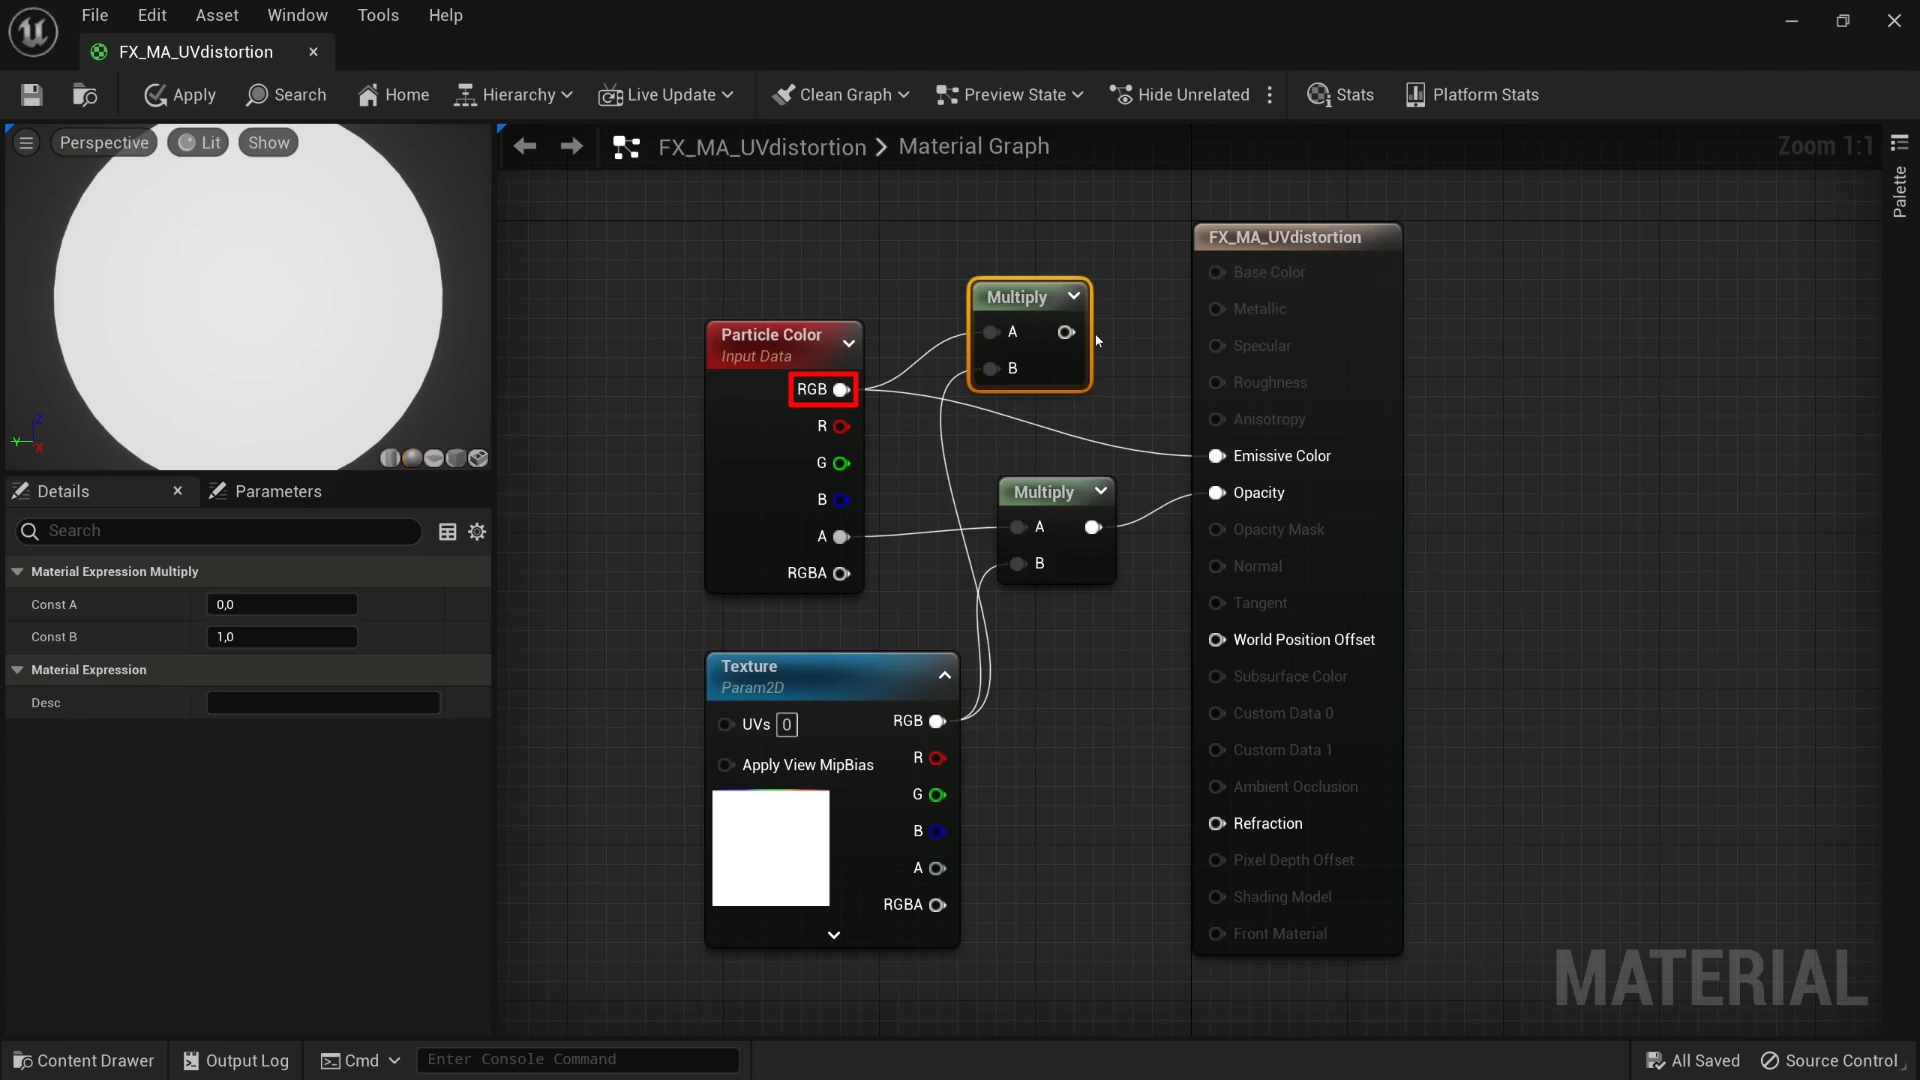 File Edit Asset Window Tools Help
FX_MA_UVdistortion
Apply Search Home Hierarchy Live Update Clean Graph Preview State Hide Unrelated Stats Platform Stats
Perspective Lit Show
FX_MA_UVdistortion Material Graph
Zoom 1:1
Palette
Z
Y
X
Details Parameters
Search
Material Expression Multiply
Const A 0,0
Const B 1,0
Material Expression
Desc
Multiply
A
B
Particle Color
Input Data
RGB
R
G
B
A
RGBA
Multiply
A
B
Texture
Param2D
UVs 0 RGB
R
Apply View MipBias
G
B
A
RGBA
FX_MA_UVdistortion
Base Color
Metallic
Specular
Roughness
Anisotropy
Emissive Color
Opacity
Opacity Mask
Normal
Tangent
World Position Offset
Subsurface Color
Custom Data 0
Custom Data 1
Ambient Occlusion
Refraction
Pixel Depth Offset
Shading Model
Front Material
MATERIAL
Content Drawer Output Log Cmd Enter Console Command All Saved Source Control